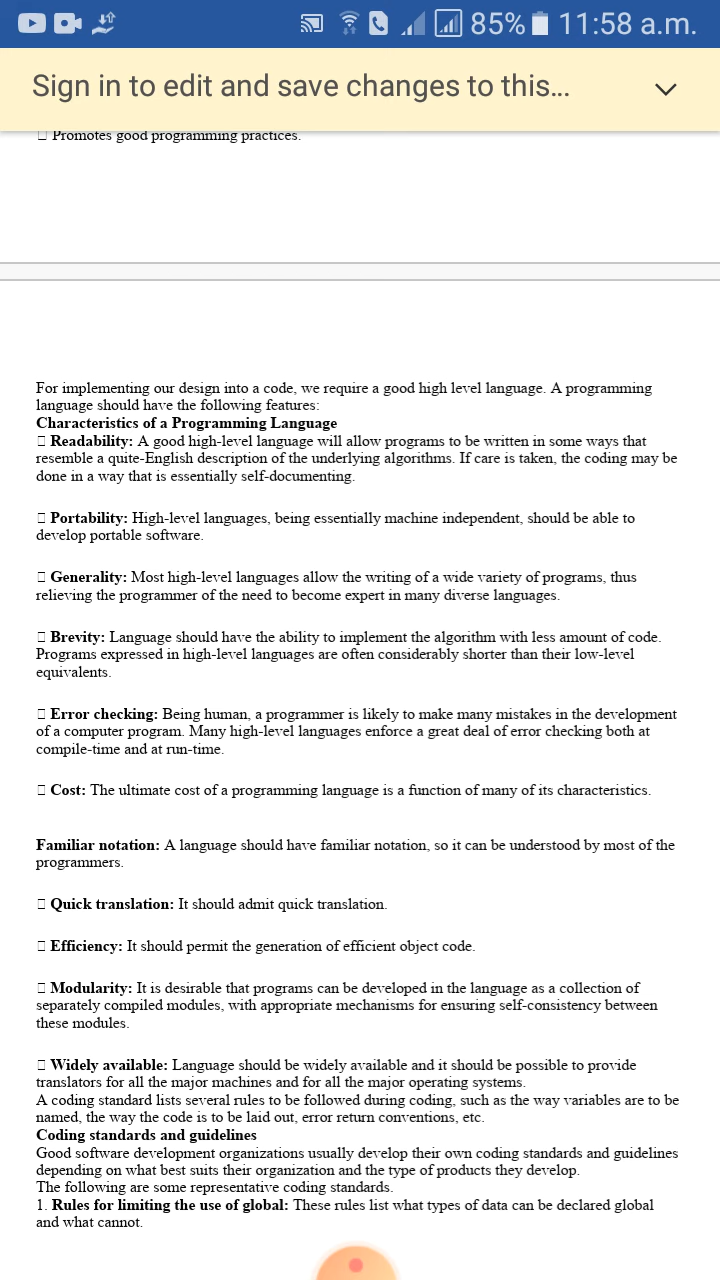 85% 11:58 a.m.
Sign in to edit and save changes to this...
Promotes good programming practices.
For implementing our design into a code, we require a good high level language. A programming
language should have the following features:
Characteristics of a Programming Language
Readability: A good high-level language will allow programs to be written in some ways that
resemble a quite-English description of the underlying algorithms. If care is taken, the coding may be
done in a way that is essentially self-documenting.
Portability: High-level languages, being essentially machine independent, should be able to
develop portable software.
Generality: Most high-level languages allow the writing of a wide variety of programs, thus
relieving the programmer of the need to become expert in many diverse languages.
Brevity: Language should have the ability to implement the algorithm with less amount of code.
Programs expressed in high-level languages are often considerably shorter than their low-level
equivalents.
Error checking: Being human, a programmer is likely to make many mistakes in the development
of a computer program. Many high-level languages enforce a great deal of error checking both at
compile-time and at run-time.
Cost: The ultimate cost of a programming language is a function of many of its characteristics.
Familiar notation: A language should have familiar notation, so it can be understood by most of the
programmers.
Quick translation: It should admit quick translation.
Efficiency: It should permit the generation of efficient object code.
Modularity: It is desirable that programs can be developed in the language as a collection of
separately compiled modules, with appropriate mechanisms for ensuring self-consistency between
these modules.
Widely available: Language should be widely available and it should be possible to provide
translators for all the major machines and for all the major operating systems.
A coding standard lists several rules to be followed during coding, such as the way variables are to be
named, the way the code is to be laid out, error return conventions, etc.
Coding standards and guidelines
Good software development organizations usually develop their own coding standards and guidelines
depending on what best suits their organization and the type of products they develop.
The following are some representative coding standards.
1. Rules for limiting the use of global: These rules list what types of data can be declared global
and what cannot.